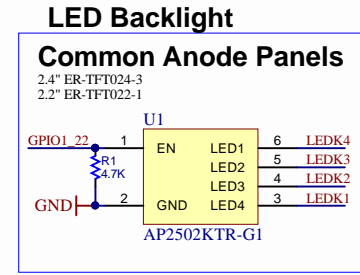 LED Backlight
Common Anode Panels
2.4" ER-TFT024-3
2.2" ER-TFT022-1
U1
GPIO1_22 1 EN LED1 6 LEDK4
R1 LED2 5 LEDK3
4.7K LED3 4 LEDK2
GND 2 GND LED4 3 LEDK1
AP2502KTR-G1